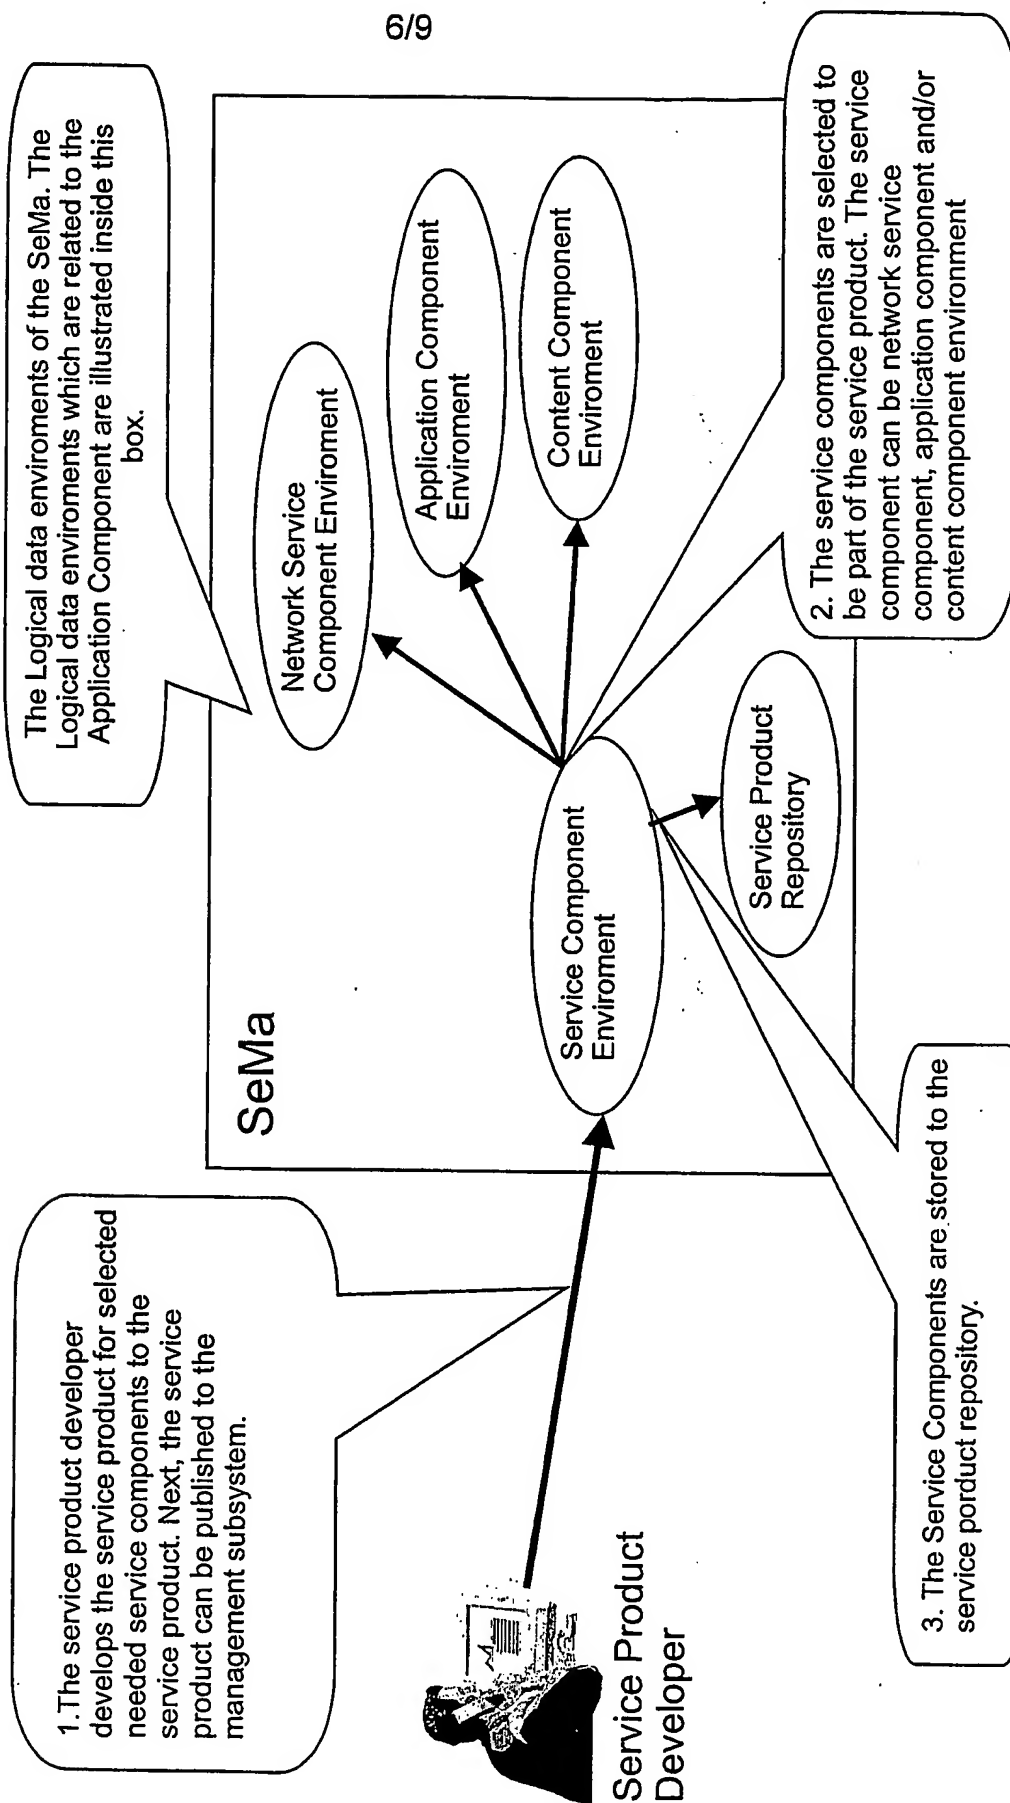 6/9
The Logical data enviroments of the SeMa. The
Logical data enviroments which are related to the
Application Component are illustrated inside this
box.
1.The service product developer
develops the service product for selected
needed service components to the
service product. Next, the service
product can be published to the
management subsystem.
SeMa
Network Service
Component Enviroment
Application Component
Enviroment
Content Component
Enviroment
Service Component
Enviroment
Service Product
Repository
Service Product
Developer
2. The service components are selected to
be part of the service product. The service
component can be network service
component, application component and/or
content component environment
3. The Service Components are stored to the
service porduct repository.